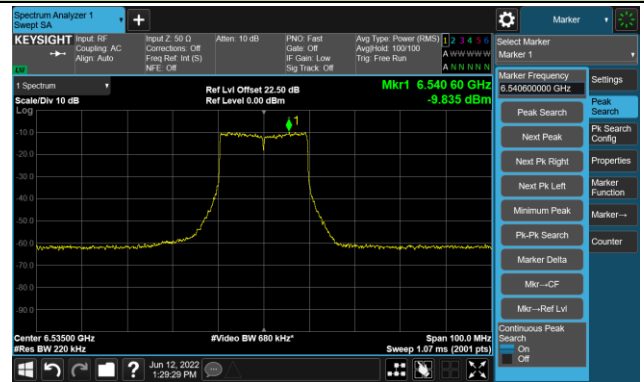 Spectrum Analyzer 1
Swept SA
+
Marker
KEYSIGHT
Input: RF
Coupling: AC
Align: Auto
Input Z: 50 Ω
Corrections: Off
Freq Ref: Int (S)
NFE: Off
Atten: 10 dB
PNO: Fast
Gate: Off
IF Gain: Low
Sig Track: Off
Avg Type: Power (RMS)
Avg|Hold: 100/100
Trig: Free Run
1 2 3 4 5 6
A W W W W W
A N N N N N
LW
Select Marker
Marker 1
1 Spectrum
Scale/Div 10 dB
Log
Ref Lvl Offset 22.50 dB
Ref Level 0.00 dBm
Mkr1 6.540 60 GHz
-9.835 dBm
1
-10.0
-20.0
-30.0
-40.0
-50.0
-60.0
-70.0
-80.0
-90.0
Center 6.53500 GHz
#Res BW 220 kHz
#Video BW 680 kHz*
Span 100.0 MHz
Sweep 1.07 ms (2001 pts)
Marker Frequency
6.540600000 GHz
Peak Search
Next Peak
Next Pk Right
Next Pk Left
Minimum Peak
Pk-Pk Search
Marker Delta
Mkr→CF
Mkr→Ref Lvl
Continuous Peak
Search
On
Off
Settings
Peak
Search
Pk Search
Config
Properties
Marker
Function
Marker→
Counter
?
Jun 12, 2022
1:29:29 PM